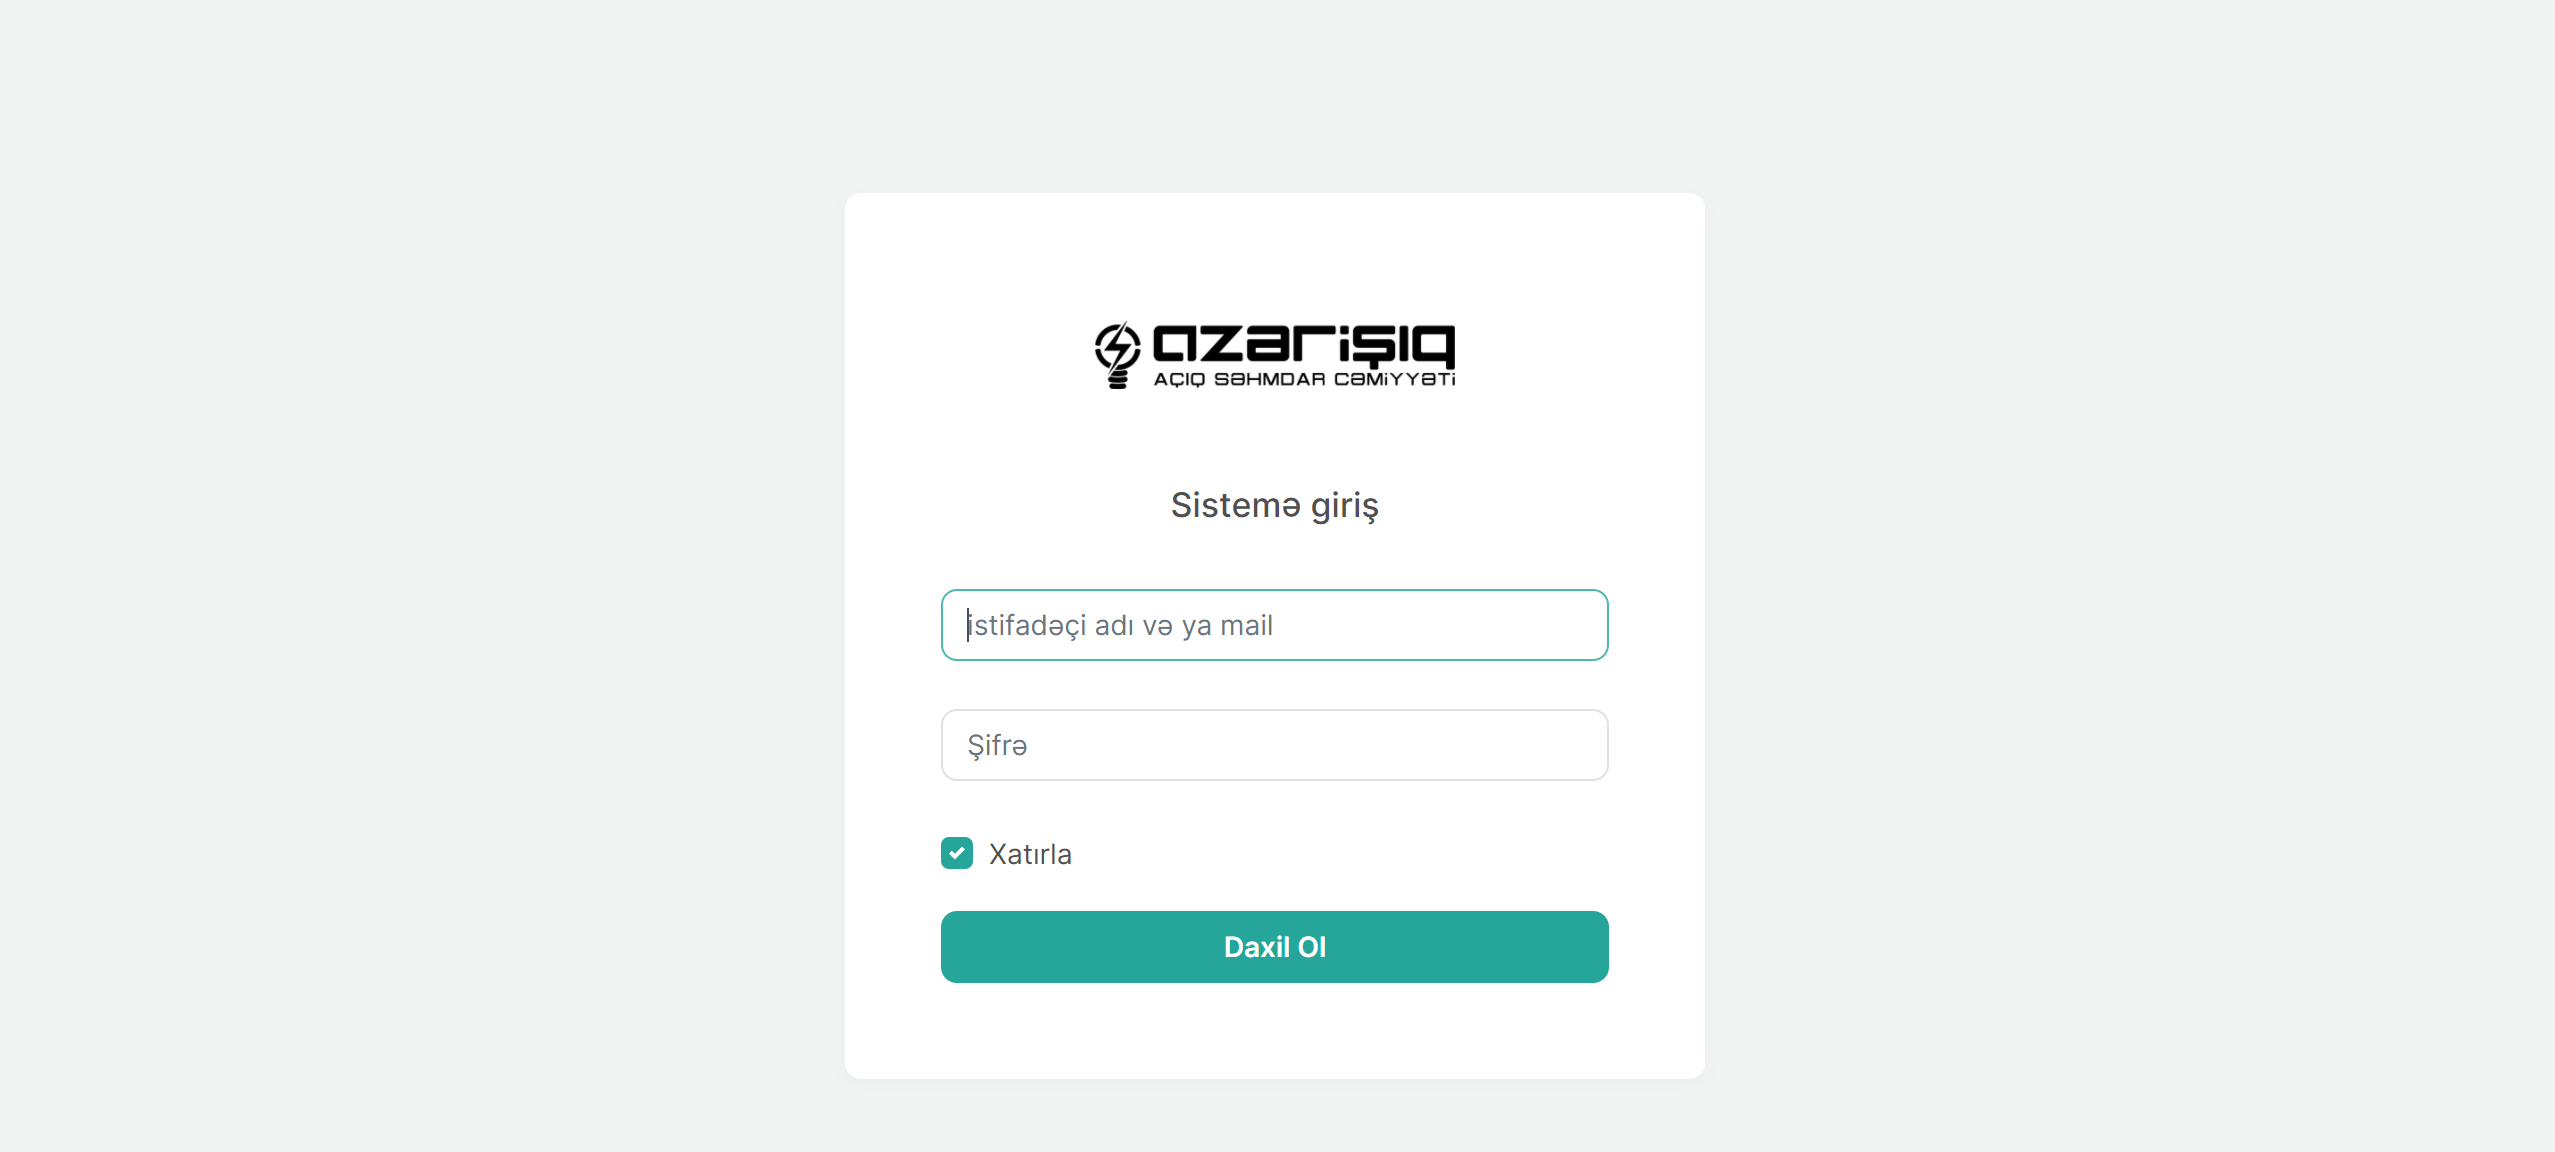 azərişıq
AÇIQ SƏHMDAR CƏMİYYƏTİ
Sistemə giriş
İstifadəçi adı və ya mail
Şifrə
Xatırla
Daxil Ol